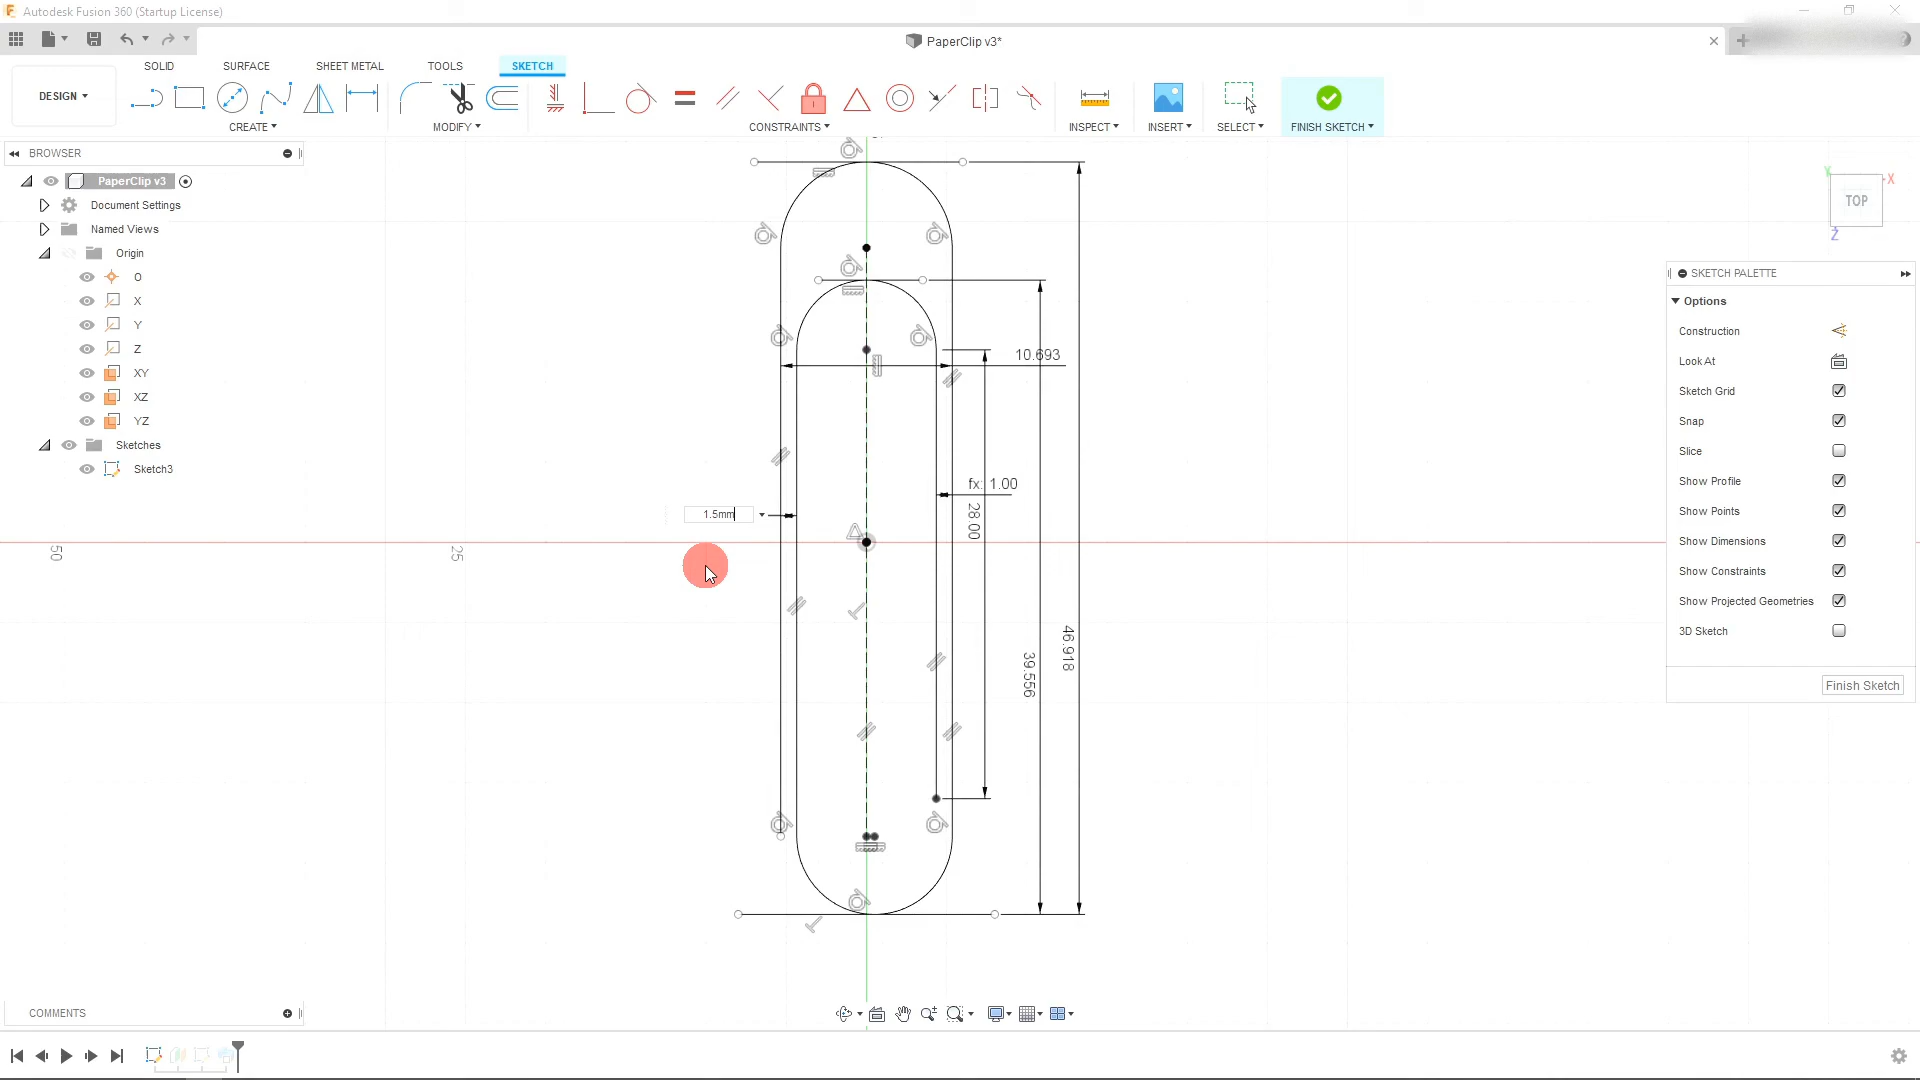 Autodesk Fusion 360 (Startup License)
PaperClip v3*
SOLID SURFACE SHEET METAL TOOLS SKETCH
DESIGN
CREATE MODIFY CONSTRAINTS INSPECT INSERT SELECT FINISH SKETCH
BROWSER
PaperClip v3
Document Settings
Named Views
Origin
O
X
Y
Z
XY
XZ
YZ
Sketches
Sketch3
10.693
fx: 1.00
28.00
1.5mm
50
25
46.918
39.556
Y
X
TOP
Z
SKETCH PALETTE
Options
Construction
Look At
Sketch Grid
Snap
Slice
Show Profile
Show Points
Show Dimensions
Show Constraints
Show Projected Geometries
3D Sketch
Finish Sketch
COMMENTS